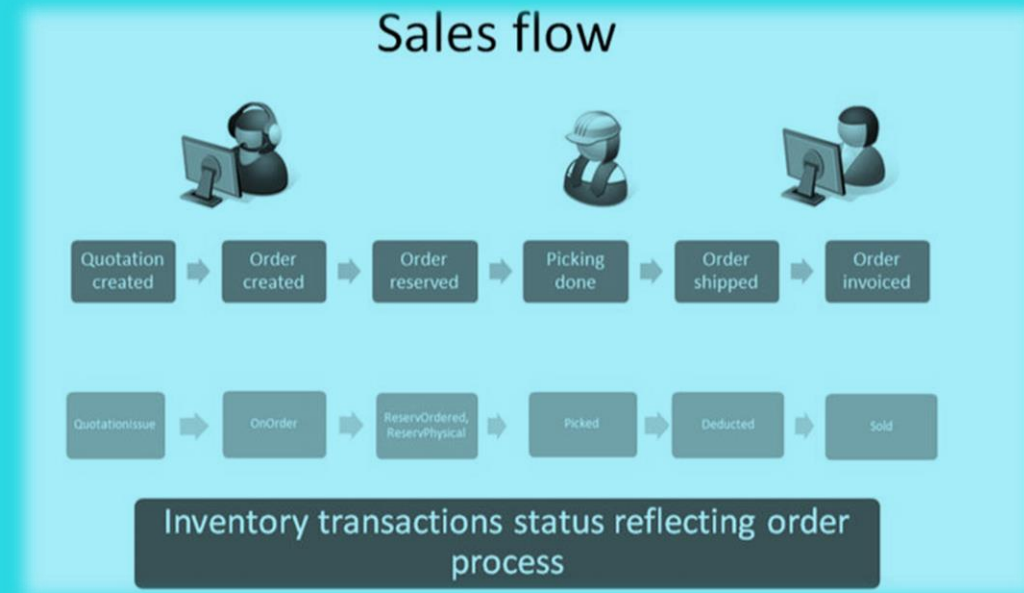 Sales flow
Quotation
created
Order
created
Order
reserved
Picking
done
Order
shipped
Order
invoiced
QuotationIssue
OnOrder
ReservOrdered,
ReservPhysical
Picked
Deducted
Sold
Inventory transactions status reflecting order
process